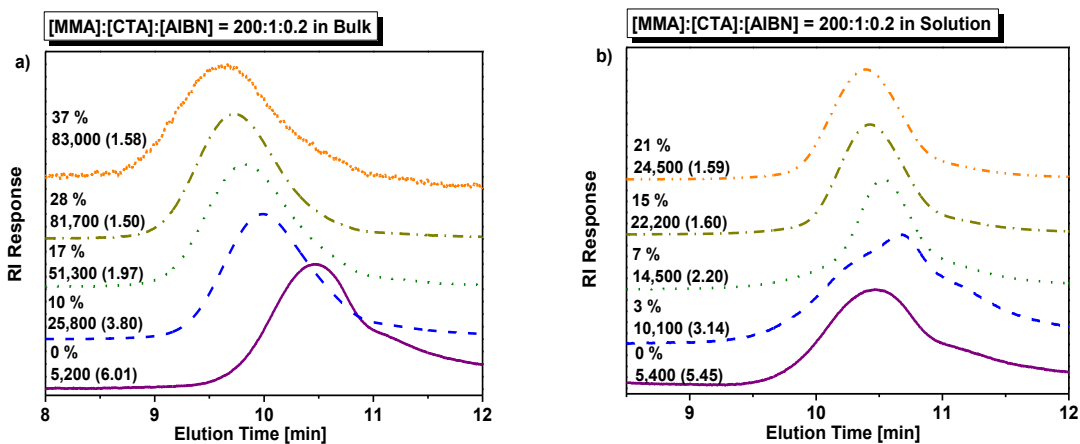 [MMA]:[CTA]:[AIBN] = 200:1:0.2 in Bulk
a)
37 %
83,000 (1.58)
28 %
81,700 (1.50)
17 %
51,300 (1.97)
10 %
25,800 (3.80)
0 %
5,200 (6.01)
RI Response
8 9 10 11 12
Elution Time [min]
[MMA]:[CTA]:[AIBN] = 200:1:0.2 in Solution
b)
21 %
24,500 (1.59)
15 %
22,200 (1.60)
7 %
14,500 (2.20)
3 %
10,100 (3.14)
0 %
5,400 (5.45)
RI Response
9 10 11 12
Elution Time [min]